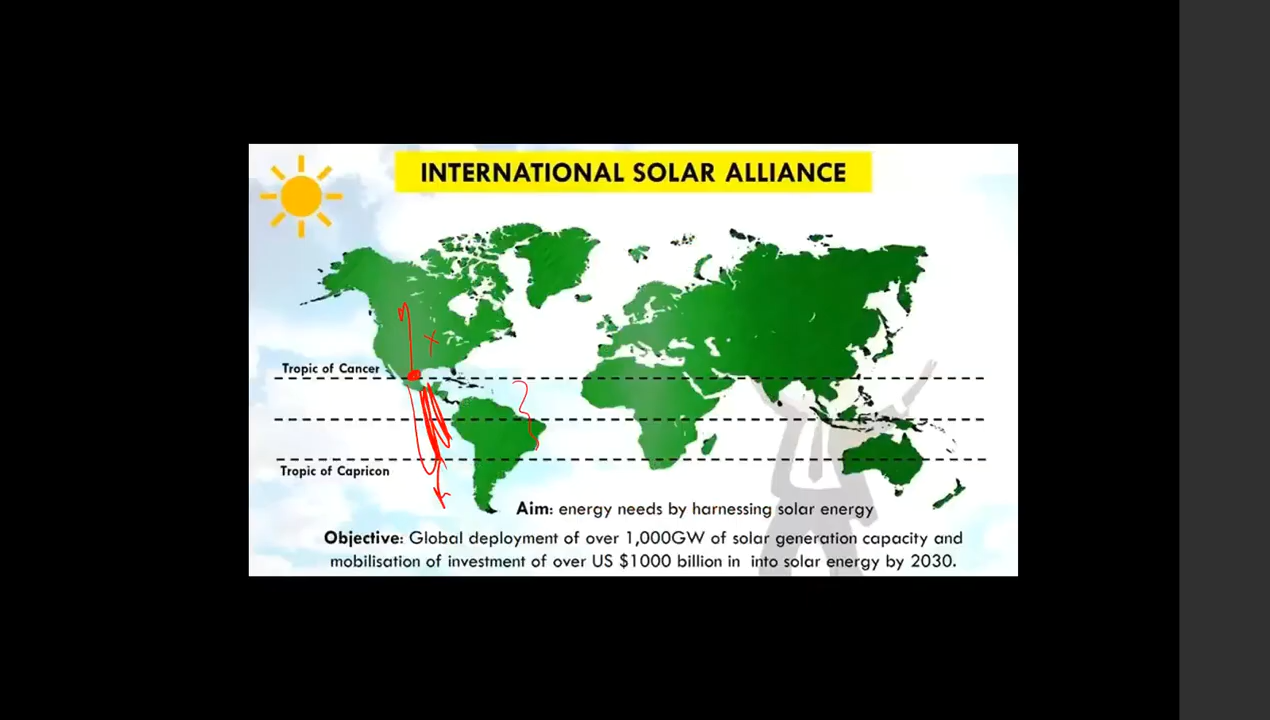 INTERNATIONAL SOLAR ALLIANCE
Tropic of Cancer
Tropic of Capricon
Aim: energy needs by harnessing solar energy
Objective: Global deployment of over 1,000GW of solar generation capacity and
mobilisation of investment of over US $1000 billion in into solar energy by 2030.